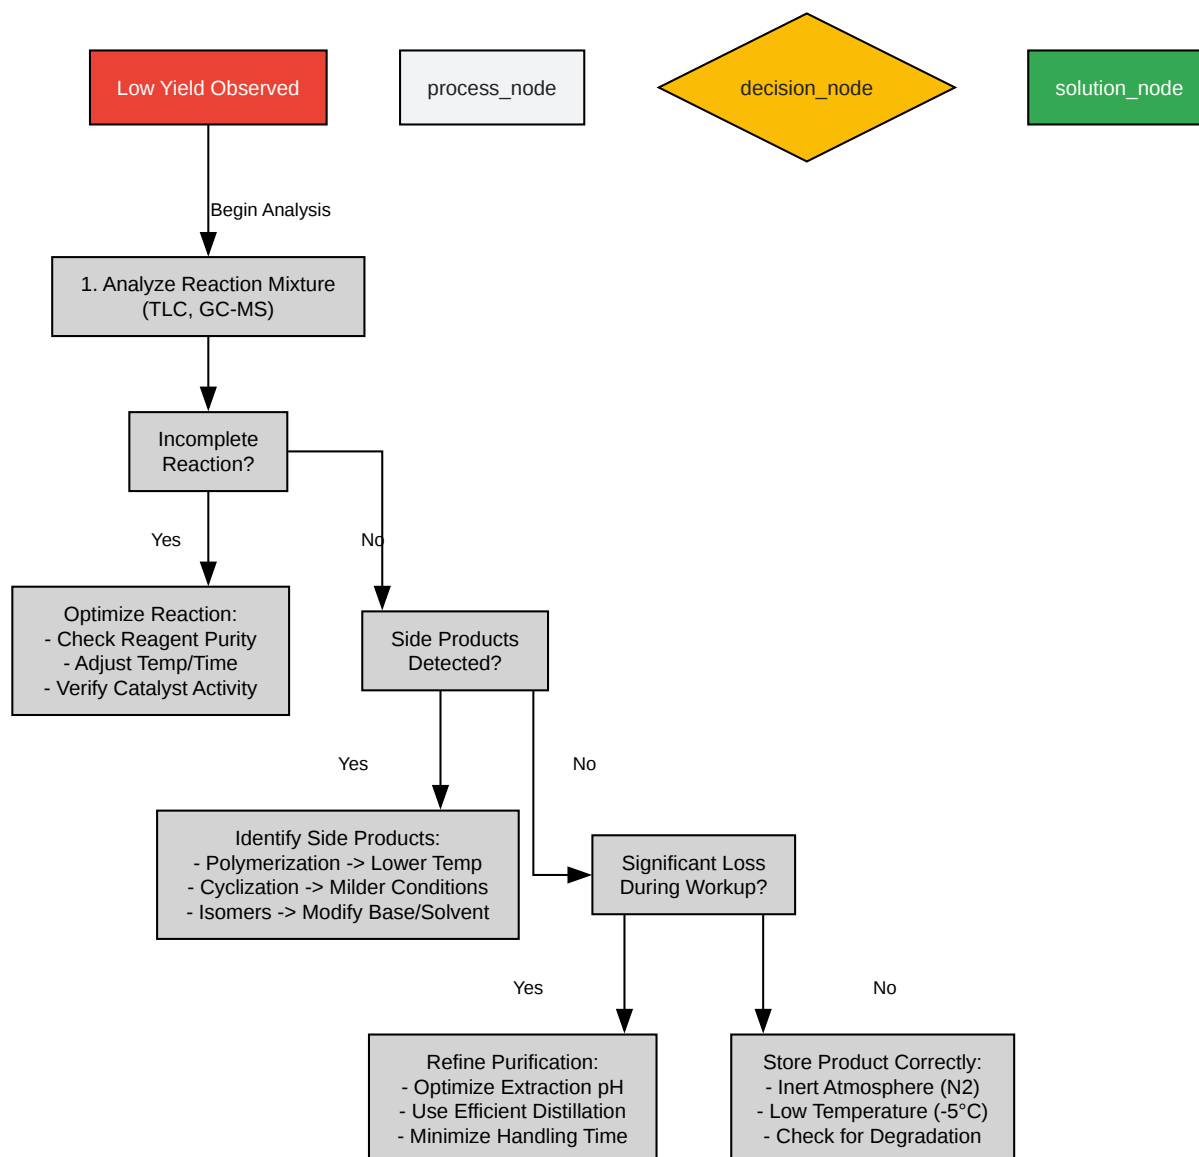 Low Yield Observed
process_node
decision_node
solution_node
Begin Analysis
1. Analyze Reaction Mixture
(TLC, GC-MS)
Incomplete
Reaction?
Yes
No
Optimize Reaction:
- Check Reagent Purity
- Adjust Temp/Time
- Verify Catalyst Activity
Side Products
Detected?
Yes
No
Identify Side Products:
- Polymerization -> Lower Temp
- Cyclization -> Milder Conditions
- Isomers -> Modify Base/Solvent
Significant Loss
During Workup?
Yes
No
Refine Purification:
- Optimize Extraction pH
- Use Efficient Distillation
- Minimize Handling Time
Store Product Correctly:
- Inert Atmosphere (N2)
- Low Temperature (-5°C)
- Check for Degradation